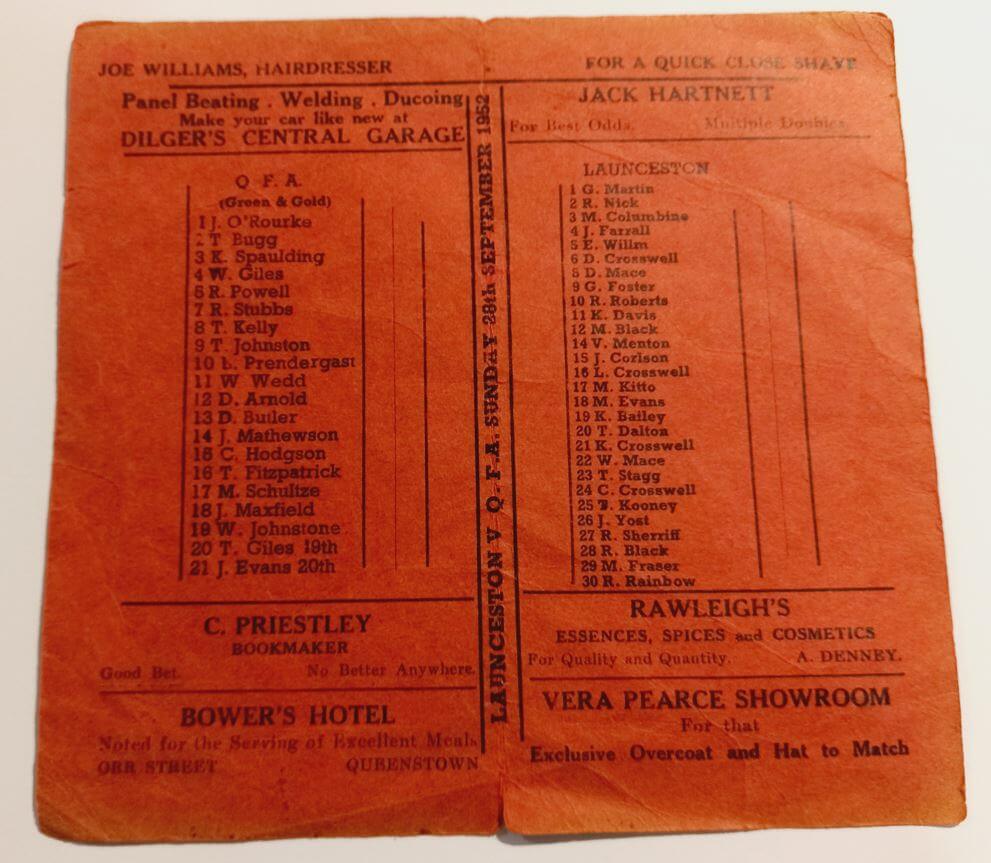 JOE WILLIAMS, HAIRDRESSER
Panel Beating . Welding . Ducoing
Make your car like new at
DILGER'S CENTRAL GARAGE
Q F. A.
(Green & Gold)
1 J. O'Rourke
2 T Bugg
3 K. Spaulding
4 W. Giles
5 R. Powell
7 R. Stubbs
8 T. Kelly
9 T. Johnston
10 L. Prendergast
11 W Wedd
12 D. Arnold
13 D. Butler
14 J. Mathewson
15 C. Hodgson
16 T. Fitzpatrick
17 M. Schultze
18 J. Maxfield
19 W. Johnstone
20 T. Giles 19th
21 J. Evans 20th
C. PRIESTLEY
BOOKMAKER
Good Bet. No Better Anywhere.
BOWER'S HOTEL
Noted for the Serving of Excellent Meals
ORR STREET QUEENSTOWN
LAUNCESTON V Q. F.A. SUNDAY 28th SEPTEMBER 1952
FOR A QUICK CLOSE SHAVE
JACK HARTNETT
For Best Odds. Multiple Doubles
LAUNCESTON
1 G. Martin
2 R. Nick
3 M. Columbine
4 J. Farrall
5 E. Willm
6 D. Crosswell
8 D. Mace
9 G. Foster
10 R. Roberts
11 K. Davis
12 M. Black
14 V. Menton
15 J. Corlson
16 L. Crosswell
17 M. Kitto
18 M. Evans
19 K. Bailey
20 T. Dalton
21 K. Crosswell
22 W. Mace
23 T. Stagg
24 C. Crosswell
25 T. Kooney
26 J. Yost
27 R. Sherriff
28 R. Black
29 M. Fraser
30 R. Rainbow
RAWLEIGH'S
ESSENCES, SPICES and COSMETICS
For Quality and Quantity. A. DENNEY.
VERA PEARCE SHOWROOM
For that
Exclusive Overcoat and Hat to Match